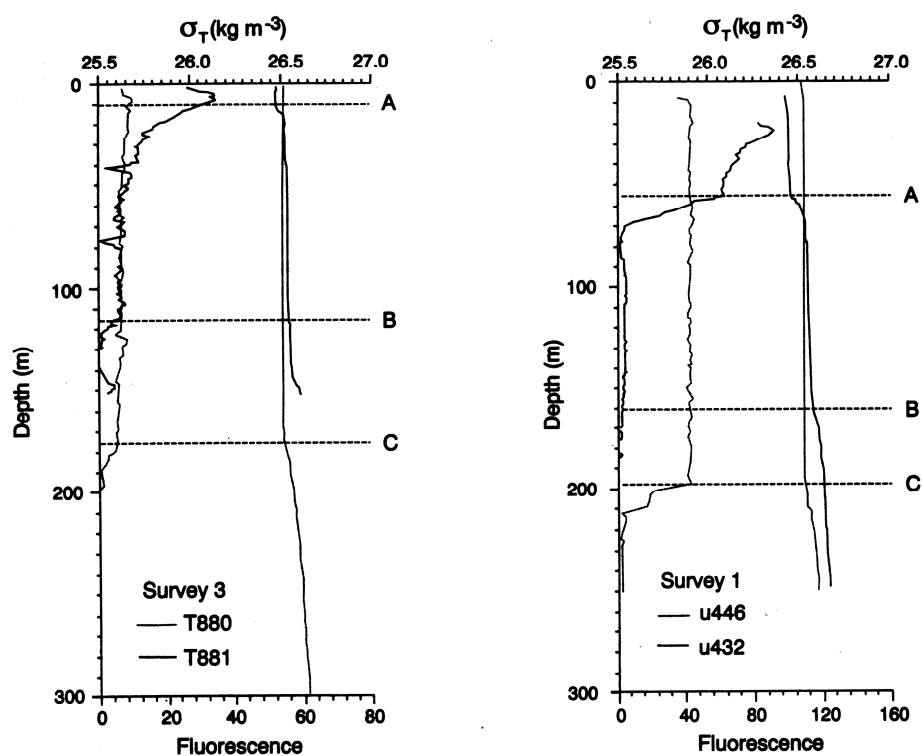 σT(kg m-3)
25.5 26.0 26.5 27.0
0
A
100
B
Depth (m)
C
200
Survey 3
T880
T881
300
0 20 40 60 80
Fluorescence
σT(kg m-3)
25.5 26.0 26.5 27.0
0
A
100
Depth (m)
B
C
200
Survey 1
u446
u432
300
0 40 80 120 160
Fluorescence